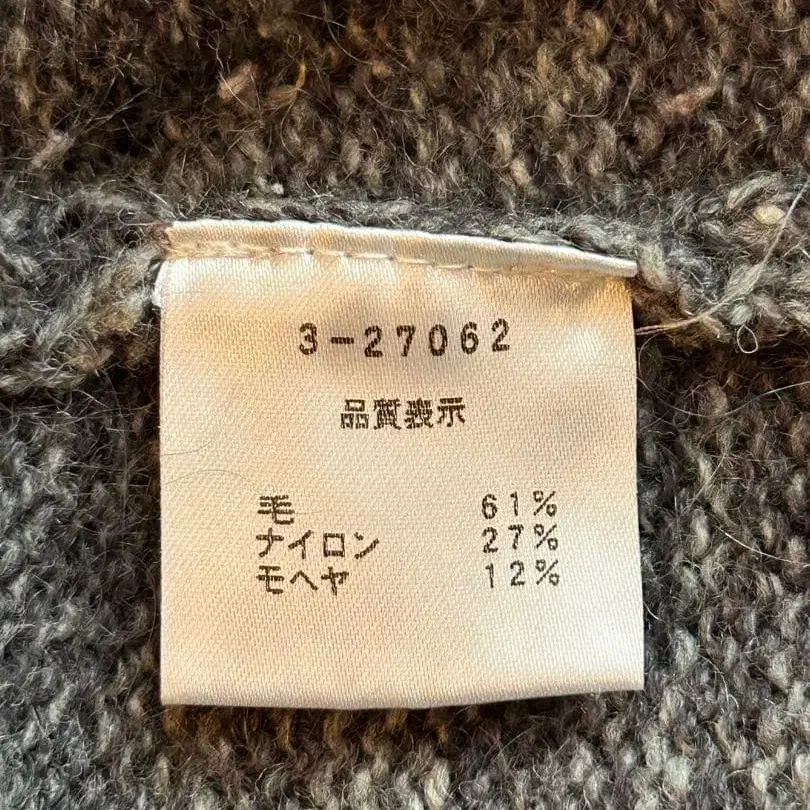 3-27062
品質表示
毛 61%
ナイロン 27%
モヘヤ 12%